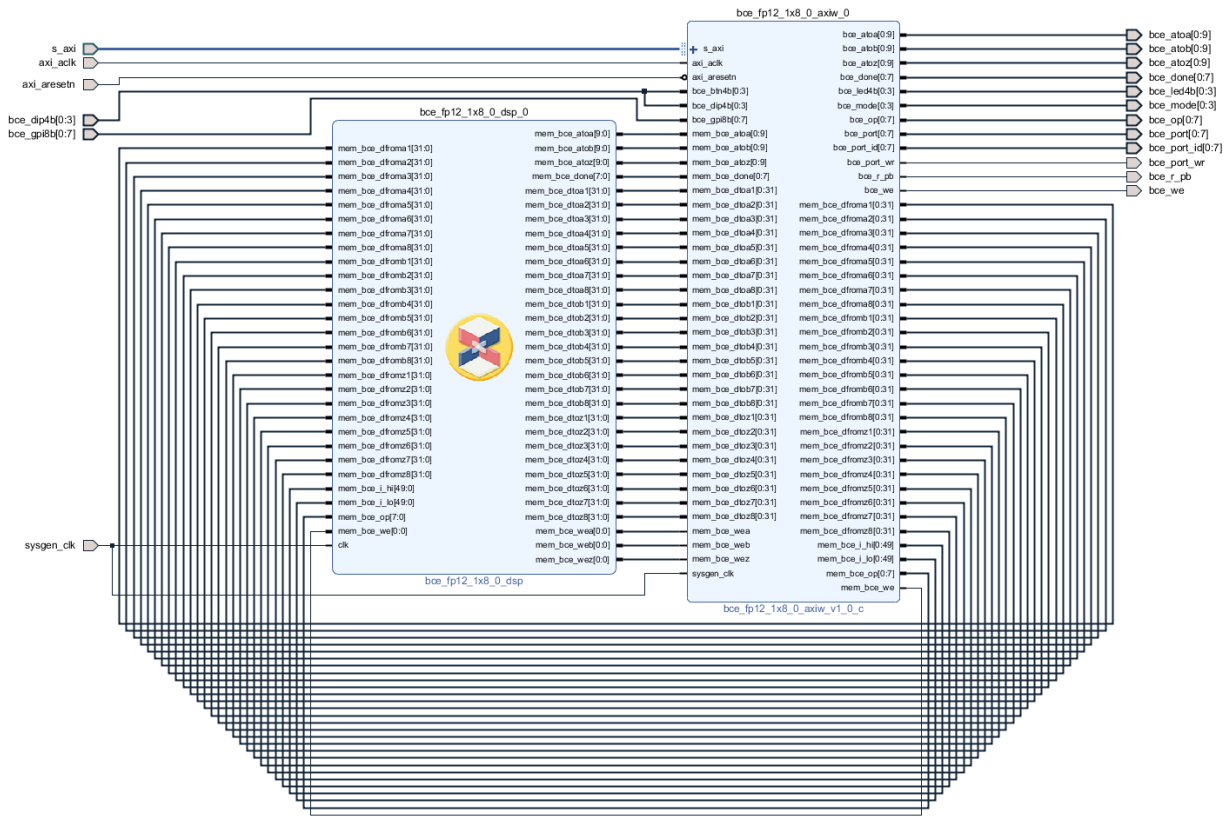 s_axi
axi_aclk
axi_aresetn
bce_dip4b[0:3]
bce_gpi8b[0:7]
sysgen_clk
bce_fp12_1x8_0_dsp_0
mem_bce_dfroma1[31:0]
mem_bce_dfroma2[31:0]
mem_bce_dfroma3[31:0]
mem_bce_dfroma4[31:0]
mem_bce_dfroma5[31:0]
mem_bce_dfroma6[31:0]
mem_bce_dfroma7[31:0]
mem_bce_dfroma8[31:0]
mem_bce_dfromb1[31:0]
mem_bce_dfromb2[31:0]
mem_bce_dfromb3[31:0]
mem_bce_dfromb4[31:0]
mem_bce_dfromb5[31:0]
mem_bce_dfromb6[31:0]
mem_bce_dfromb7[31:0]
mem_bce_dfromb8[31:0]
mem_bce_dfromz1[31:0]
mem_bce_dfromz2[31:0]
mem_bce_dfromz3[31:0]
mem_bce_dfromz4[31:0]
mem_bce_dfromz5[31:0]
mem_bce_dfromz6[31:0]
mem_bce_dfromz7[31:0]
mem_bce_dfromz8[31:0]
mem_bce_i_hi[49:0]
mem_bce_i_lo[49:0]
mem_bce_op[7:0]
mem_bce_we[0:0]
clk
mem_bce_atoa[9:0]
mem_bce_atob[9:0]
mem_bce_atoz[9:0]
mem_bce_done[7:0]
mem_bce_dtoa1[31:0]
mem_bce_dtoa2[31:0]
mem_bce_dtoa3[31:0]
mem_bce_dtoa4[31:0]
mem_bce_dtoa5[31:0]
mem_bce_dtoa6[31:0]
mem_bce_dtoa7[31:0]
mem_bce_dtoa8[31:0]
mem_bce_dtob1[31:0]
mem_bce_dtob2[31:0]
mem_bce_dtob3[31:0]
mem_bce_dtob4[31:0]
mem_bce_dtob5[31:0]
mem_bce_dtob6[31:0]
mem_bce_dtob7[31:0]
mem_bce_dtob8[31:0]
mem_bce_dtoz1[31:0]
mem_bce_dtoz2[31:0]
mem_bce_dtoz3[31:0]
mem_bce_dtoz4[31:0]
mem_bce_dtoz5[31:0]
mem_bce_dtoz6[31:0]
mem_bce_dtoz7[31:0]
mem_bce_dtoz8[31:0]
mem_bce_wea[0:0]
mem_bce_web[0:0]
mem_bce_wez[0:0]
bce_fp12_1x8_0_dsp
bce_fp12_1x8_0_axiw_0
s_axi
axi_aclk
axi_aresetn
bce_btn4b[0:3]
bce_dip4b[0:3]
bce_gpi8b[0:7]
mem_bce_atoa[0:9]
mem_bce_atob[0:9]
mem_bce_atoz[0:9]
mem_bce_done[0:7]
mem_bce_dtoa1[0:31]
mem_bce_dtoa2[0:31]
mem_bce_dtoa3[0:31]
mem_bce_dtoa4[0:31]
mem_bce_dtoa5[0:31]
mem_bce_dtoa6[0:31]
mem_bce_dtoa7[0:31]
mem_bce_dtoa8[0:31]
mem_bce_dtob1[0:31]
mem_bce_dtob2[0:31]
mem_bce_dtob3[0:31]
mem_bce_dtob4[0:31]
mem_bce_dtob5[0:31]
mem_bce_dtob6[0:31]
mem_bce_dtob7[0:31]
mem_bce_dtob8[0:31]
mem_bce_dtoz1[0:31]
mem_bce_dtoz2[0:31]
mem_bce_dtoz3[0:31]
mem_bce_dtoz4[0:31]
mem_bce_dtoz5[0:31]
mem_bce_dtoz6[0:31]
mem_bce_dtoz7[0:31]
mem_bce_dtoz8[0:31]
mem_bce_wea
mem_bce_web
mem_bce_wez
sysgen_clk
bce_atoa[0:9]
bce_atob[0:9]
bce_atoz[0:9]
bce_done[0:7]
bce_led4b[0:3]
bce_mode[0:3]
bce_op[0:7]
bce_port[0:7]
bce_port_id[0:7]
bce_port_wr
bce_r_pb
bce_we
mem_bce_dfroma1[0:31]
mem_bce_dfroma2[0:31]
mem_bce_dfroma3[0:31]
mem_bce_dfroma4[0:31]
mem_bce_dfroma5[0:31]
mem_bce_dfroma6[0:31]
mem_bce_dfroma7[0:31]
mem_bce_dfroma8[0:31]
mem_bce_dfromb1[0:31]
mem_bce_dfromb2[0:31]
mem_bce_dfromb3[0:31]
mem_bce_dfromb4[0:31]
mem_bce_dfromb5[0:31]
mem_bce_dfromb6[0:31]
mem_bce_dfromb7[0:31]
mem_bce_dfromb8[0:31]
mem_bce_dfromz1[0:31]
mem_bce_dfromz2[0:31]
mem_bce_dfromz3[0:31]
mem_bce_dfromz4[0:31]
mem_bce_dfromz5[0:31]
mem_bce_dfromz6[0:31]
mem_bce_dfromz7[0:31]
mem_bce_dfromz8[0:31]
mem_bce_i_hi[0:49]
mem_bce_i_lo[0:49]
mem_bce_op[0:7]
mem_bce_we
bce_fp12_1x8_0_axiw_v1_0_c
bce_atoa[0:9]
bce_atob[0:9]
bce_atoz[0:9]
bce_done[0:7]
bce_led4b[0:3]
bce_mode[0:3]
bce_op[0:7]
bce_port[0:7]
bce_port_id[0:7]
bce_port_wr
bce_r_pb
bce_we